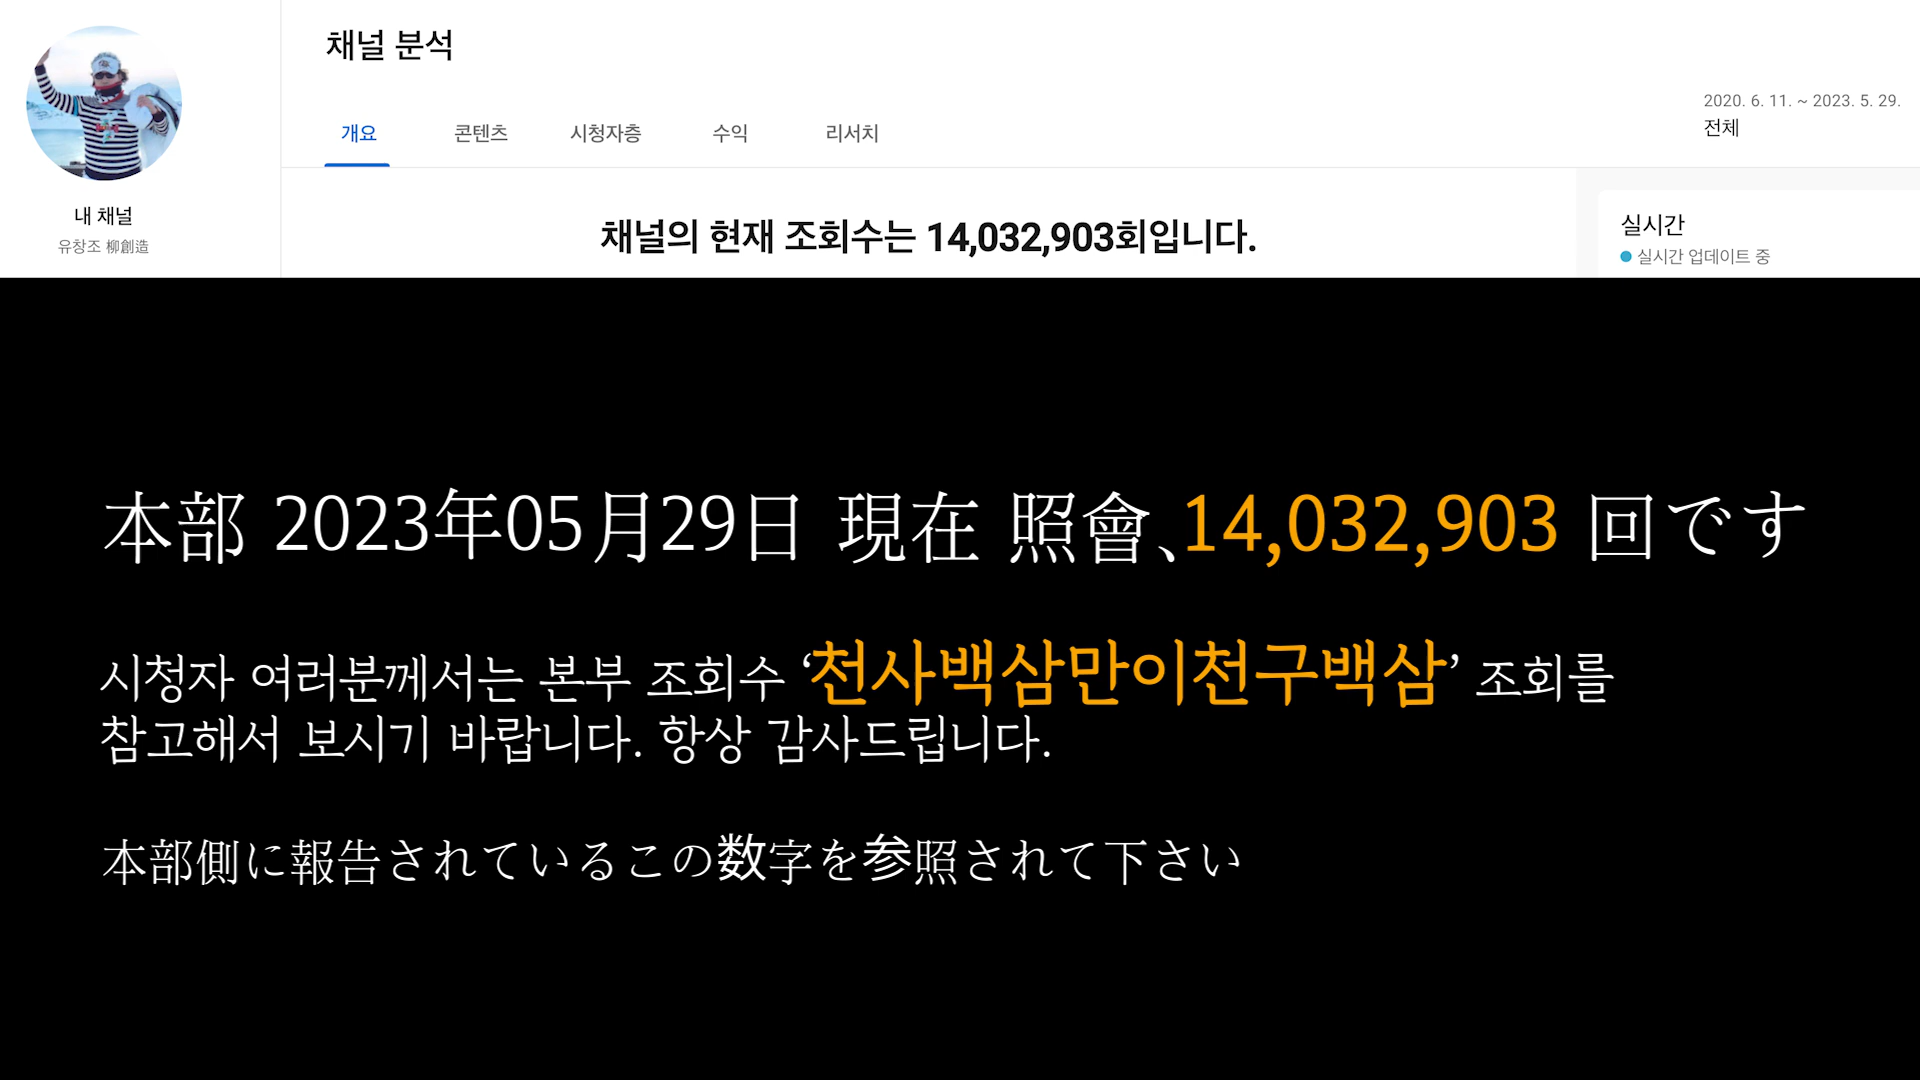 채널 분석
2020. 6. 11. ~ 2023. 5. 29.
전체
개요 콘텐츠 시청자층 수익 리서치
내 채널
유창조 柳創造
채널의 현재 조회수는 14,032,903회입니다.
실시간
실시간 업데이트 중
本部 2023年05月29日 現在 照會、14,032,903 回です
시청자 여러분께서는 본부 조회수 ‘천사백삼만이천구백삼’ 조회를
참고해서 보시기 바랍니다. 항상 감사드립니다.
本部側に報告されているこの数字を参照されて下さい